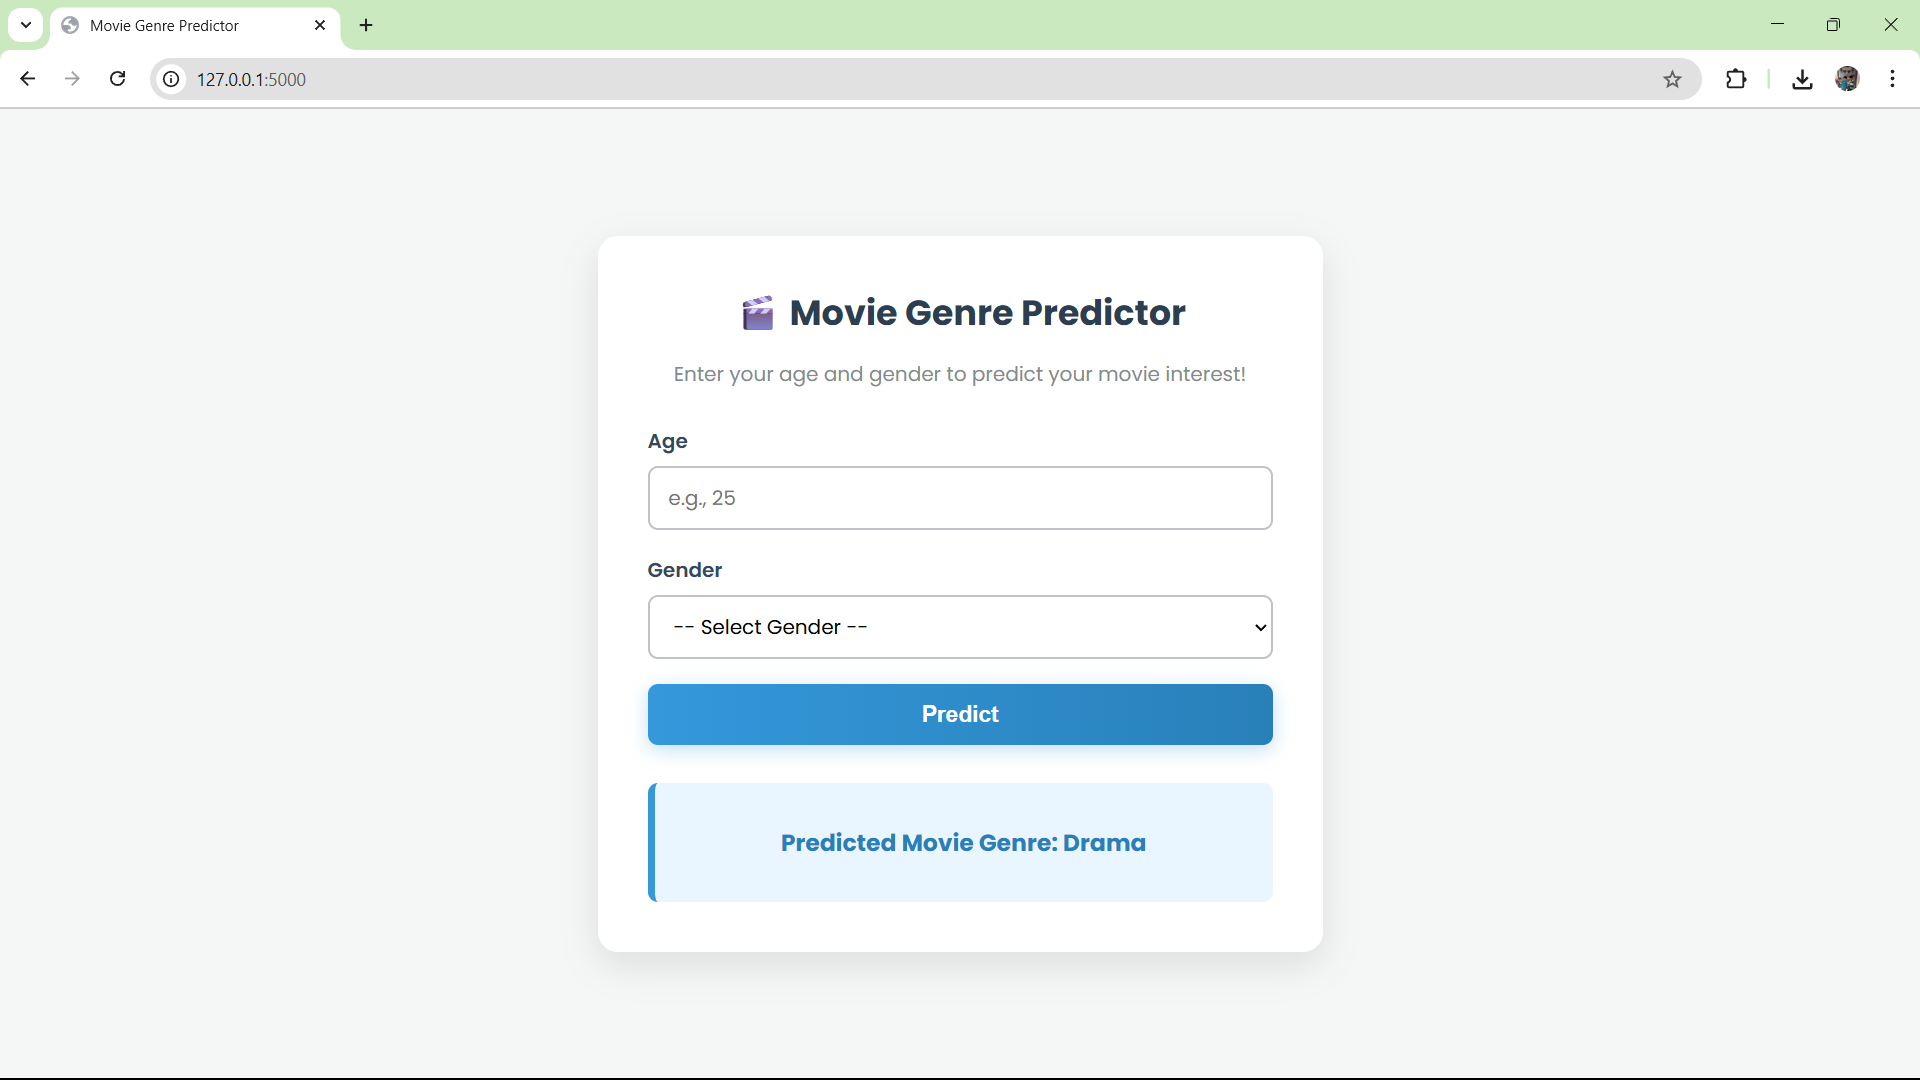 Movie Genre Predictor
127.0.0.1:5000
Movie Genre Predictor
Enter your age and gender to predict your movie interest!
Age
e.g., 25
Gender
-- Select Gender --
Predict
Predicted Movie Genre: Drama